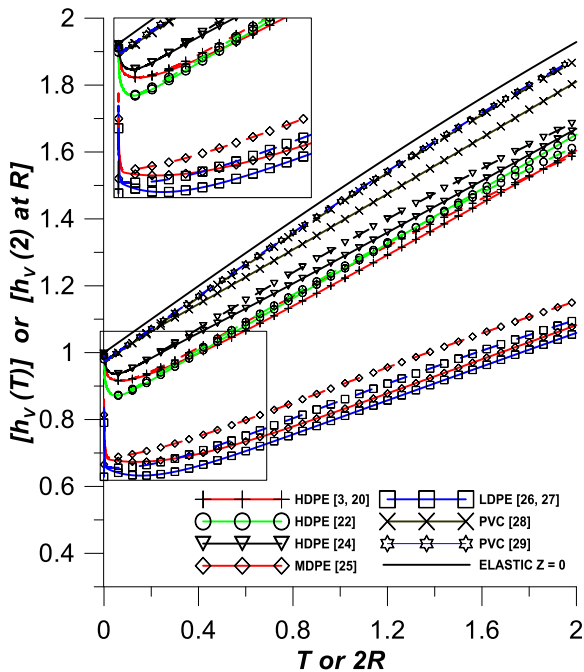 2
1.8
1.6
1.4
1.2
1
0.8
0.6
0.4
[hV(T)] or [hV(2) at R]
HDPE [3, 20]
HDPE [22]
HDPE [24]
MDPE [25]
LDPE [26, 27]
PVC [28]
PVC [29]
ELASTIC Z = 0
0 0.4 0.8 1.2 1.6 2
T or 2R